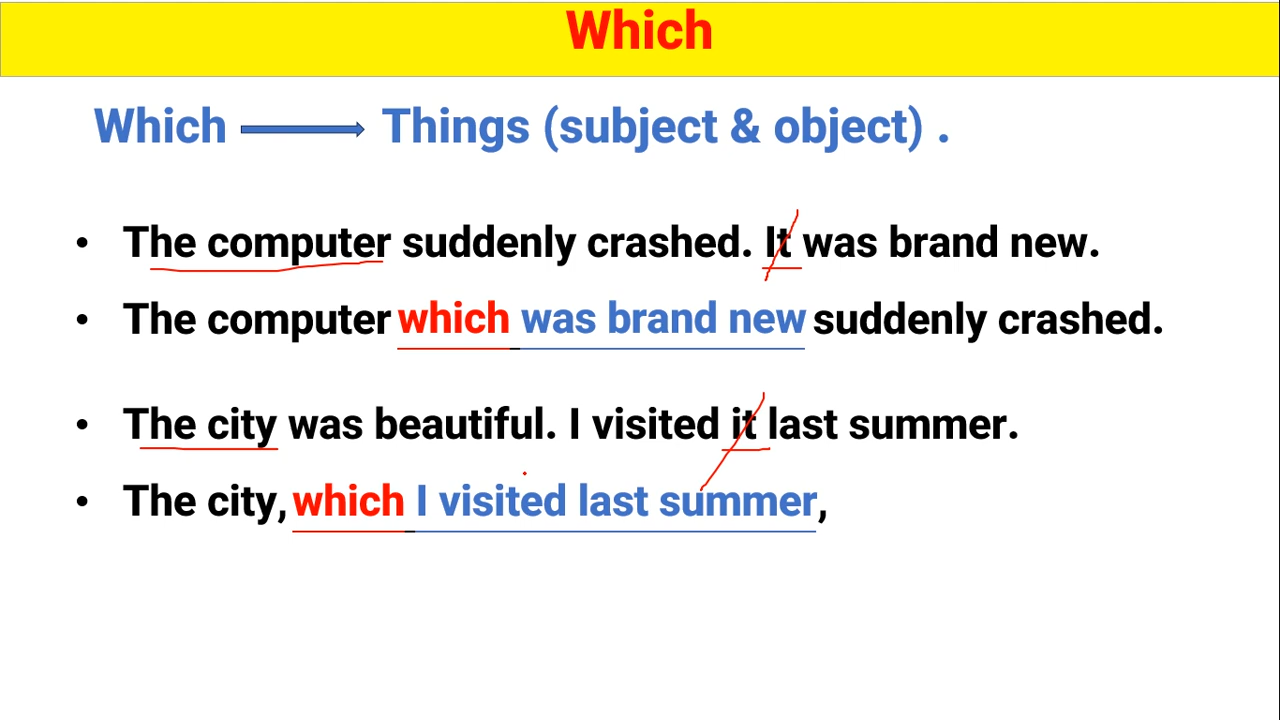 Which
Which Things (subject & object) .
• The computer suddenly crashed. It was brand new.
• The computer which was brand new suddenly crashed.
• The city was beautiful. I visited it last summer.
• The city, which I visited last summer,